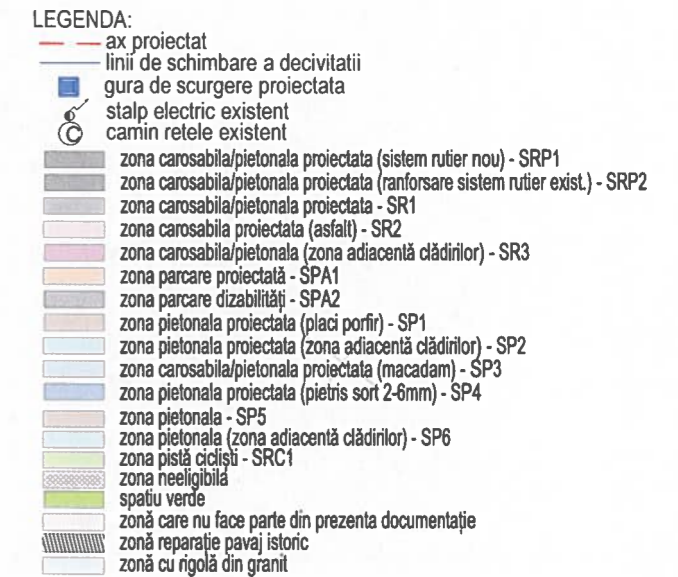 LEGENDA:
ax proiectat
linii de schimbare a decivitatii
gura de scurgere proiectata
stalp electric existent
C camin retele existent
zona carosabila/pietonala proiectata (sistem rutier nou) - SRP1
zona carosabila/pietonala proiectata (ranforsare sistem rutier exist.) - SRP2
zona carosabila/pietonala proiectata - SR1
zona carosabila proiectata (asfalt) - SR2
zona carosabila/pietonala (zona adiacentă clădirilor) - SR3
zona parcare proiectată - SPA1
zona parcare dizabilități - SPA2
zona pietonala proiectata (placi porfir) - SP1
zona pietonala proiectata (zona adiacentă clădirilor) - SP2
zona carosabila/pietonala proiectata (macadam) - SP3
zona pietonala proiectata (pietris sort 2-6mm) - SP4
zona pietonala - SP5
zona pietonala (zona adiacentă clădirilor) - SP6
zona pistă cicliști - SRC1
zona neeligibilă
spatiu verde
zonă care nu face parte din prezenta documentație
zonă reparație pavaj istoric
zonă cu rigolă din granit